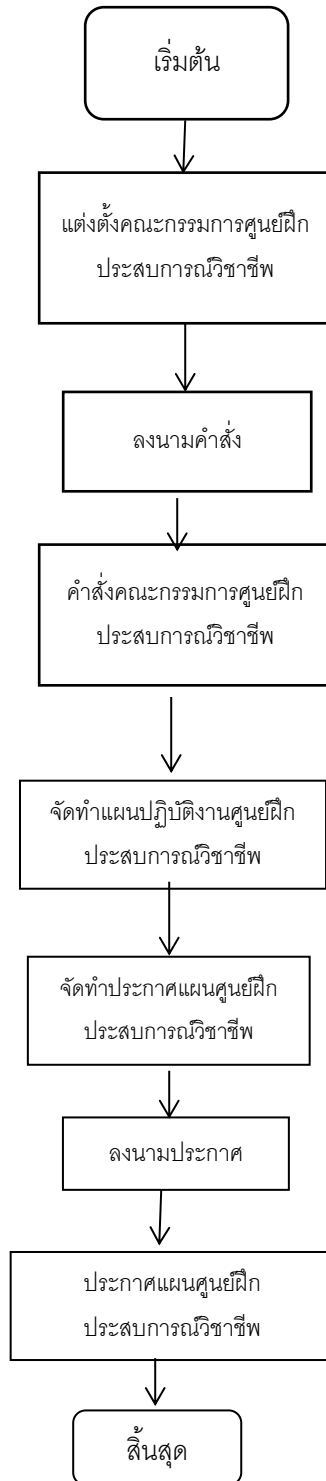 เริ่มต้น
แต่งตั้งคณะกรรมการศูนย์ฝึก
ประสบการณ์วิชาชีพ
ลงนามคำสั่ง
คำสั่งคณะกรรมการศูนย์ฝึก
ประสบการณ์วิชาชีพ
จัดทำแผนปฏิบัติงานศูนย์ฝึก
ประสบการณ์วิชาชีพ
จัดทำประกาศแผนศูนย์ฝึก
ประสบการณ์วิชาชีพ
ลงนามประกาศ
ประกาศแผนศูนย์ฝึก
ประสบการณ์วิชาชีพ
สิ้นสุด